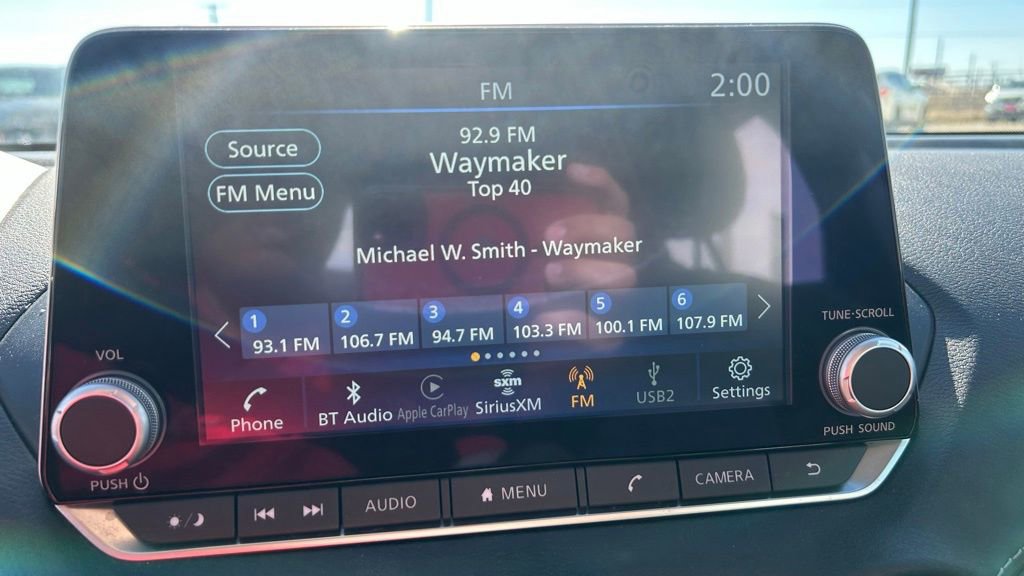 FM
2:00
Source
92.9 FM
Waymaker
FM Menu
Top 40
Michael W. Smith - Waymaker
1 93.1 FM
2 106.7 FM
3 94.7 FM
4 103.3 FM
5 100.1 FM
6 107.9 FM
TUNE·SCROLL
VOL
Phone
BT Audio
Apple CarPlay
sxm
SiriusXM
FM
USB2
Settings
PUSH
PUSH SOUND
AUDIO
MENU
CAMERA